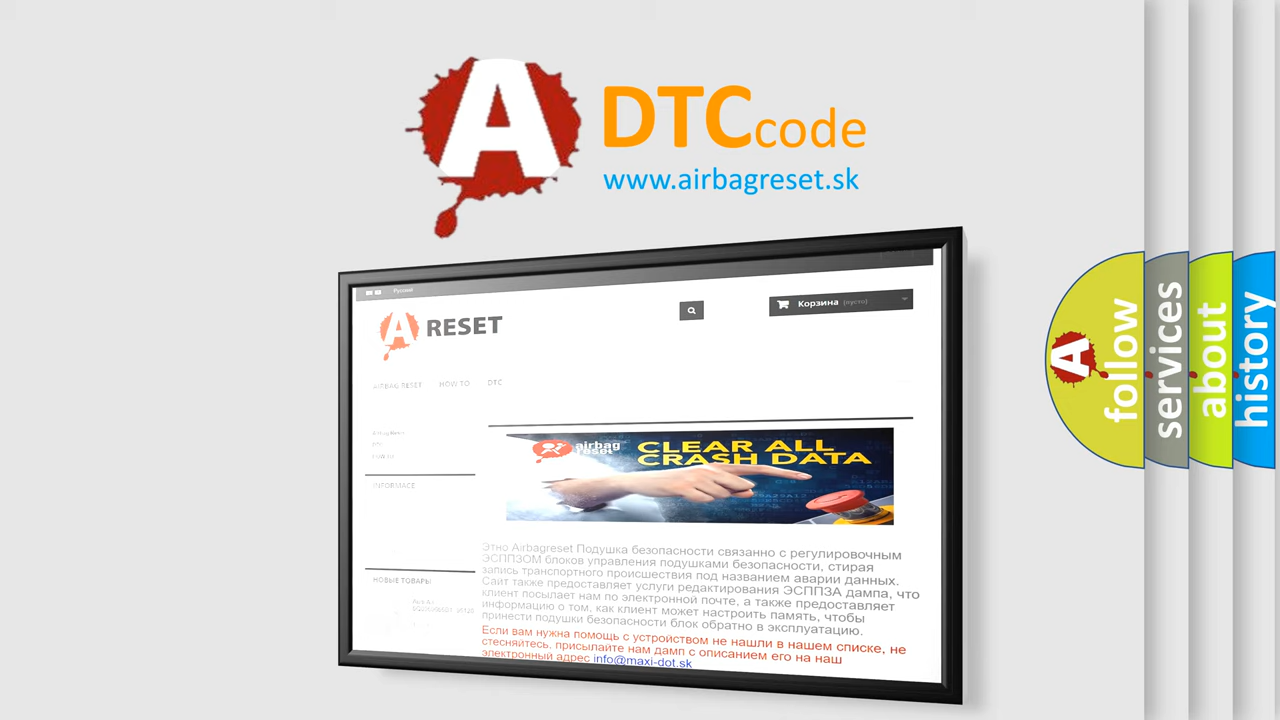 A
DTCcode
www.airbagreset.sk
Русский
Корзина (пусто)
A RESET
AIRBAG RESET HOW TO DTC
INFORMACE
airbag
reset
CLEAR ALL
CRASH DATA
Этно Airbagreset Подушка безопасности связанно с регулировочным
ЭСППЗОМ блоков управления подушками безопасности, стирая
запись транспортного происшествия под названием аварии данных.
Сайт также предоставляет услуги редактирования ЭСППЗА дампа, что
клиент посылает нам по электронной почте, а также предоставляет
информацию о том, как клиент может настроить память, чтобы
принести подушки безопасности блок обратно в эксплуатацию.
Если вам нужна помощь с устройством не нашли в нашем списке, не
стесняйтесь, присылайте нам дамп с описанием его на наш
электронный адрес info@maxi-dot.sk
НОВЫЕ ТОВАРЫ
A
follow
services
about
history